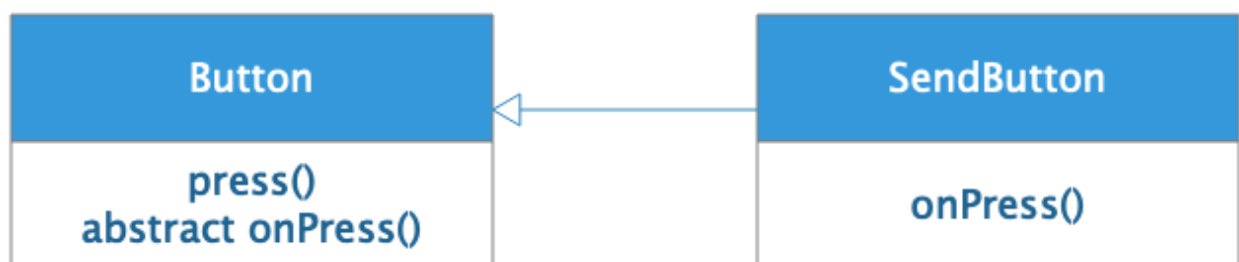 Button
press()
abstract onPress()
SendButton
onPress()